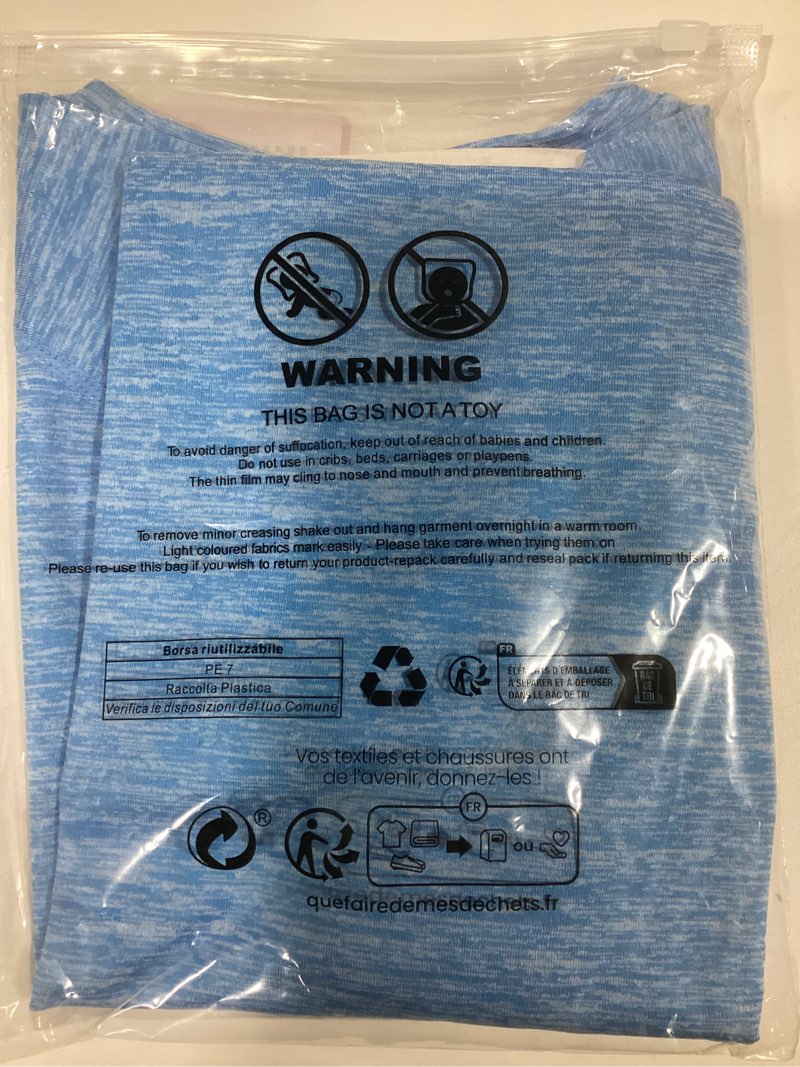 WARNING
THIS BAG IS NOT A TOY
To avoid danger of suffocation, keep out of reach of babies and children.
Do not use in cribs, beds, carriages or playpens.
The thin film may cling to nose and mouth and prevent breathing.
To remove minor creasing shake out and hang garment overnight in a warm room.
Light coloured fabrics mark easily - Please take care when trying them on
Please re-use this bag if you wish to return your product-repack carefully and reseal pack if returning this item.
Borsa riutilizzabile
PE 7
Raccolta Plastica
Verifica le disposizioni del tuo Comune
FR
ÉLÉMENTS D'EMBALLAGE
À SÉPARER ET À DÉPOSER
DANS LE BAC DE TRI
BAC
DE
TRI
Vos textiles et chaussures ont
de l'avenir, donnez-les !
®
FR
ou
quefairedemesdechets.fr